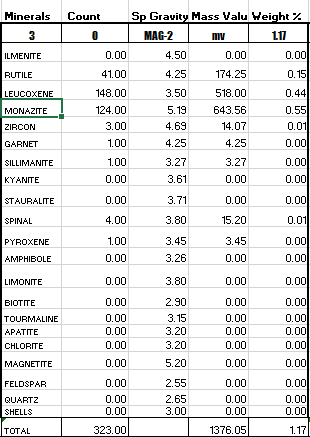 Minerals Count Sp Gravity Mass Valu Weight %
3 0 MAG-2 mv 1.17
ILMENITE 0.00 4.50 0.00 0.00
RUTILE 41.00 4.25 174.25 0.15
LEUCOXENE 148.00 3.50 518.00 0.44
MONAZITE 124.00 5.19 643.56 0.55
ZIRCON 3.00 4.69 14.07 0.01
GARNET 1.00 4.25 4.25 0.00
SILLIMANITE 1.00 3.27 3.27 0.00
KYANITE 0.00 3.61 0.00 0.00
STAURALITE 0.00 3.71 0.00 0.00
SPINAL 4.00 3.80 15.20 0.01
PYROXENE 1.00 3.45 3.45 0.00
AMPHIBOLE 0.00 3.26 0.00 0.00
LIMONITE 0.00 3.80 0.00 0.00
BIOTITE 0.00 2.90 0.00 0.00
TOURMALINE 0.00 3.15 0.00 0.00
APATITE 0.00 3.20 0.00 0.00
CHLORITE 0.00 3.20 0.00 0.00
MAGNETITE 0.00 5.20 0.00 0.00
FELDSPAR 0.00 2.55 0.00 0.00
QUARTZ 0.00 2.65 0.00 0.00
SHELLS 0.00 3.00 0.00 0.00
TOTAL 323.00 1376.05 1.17